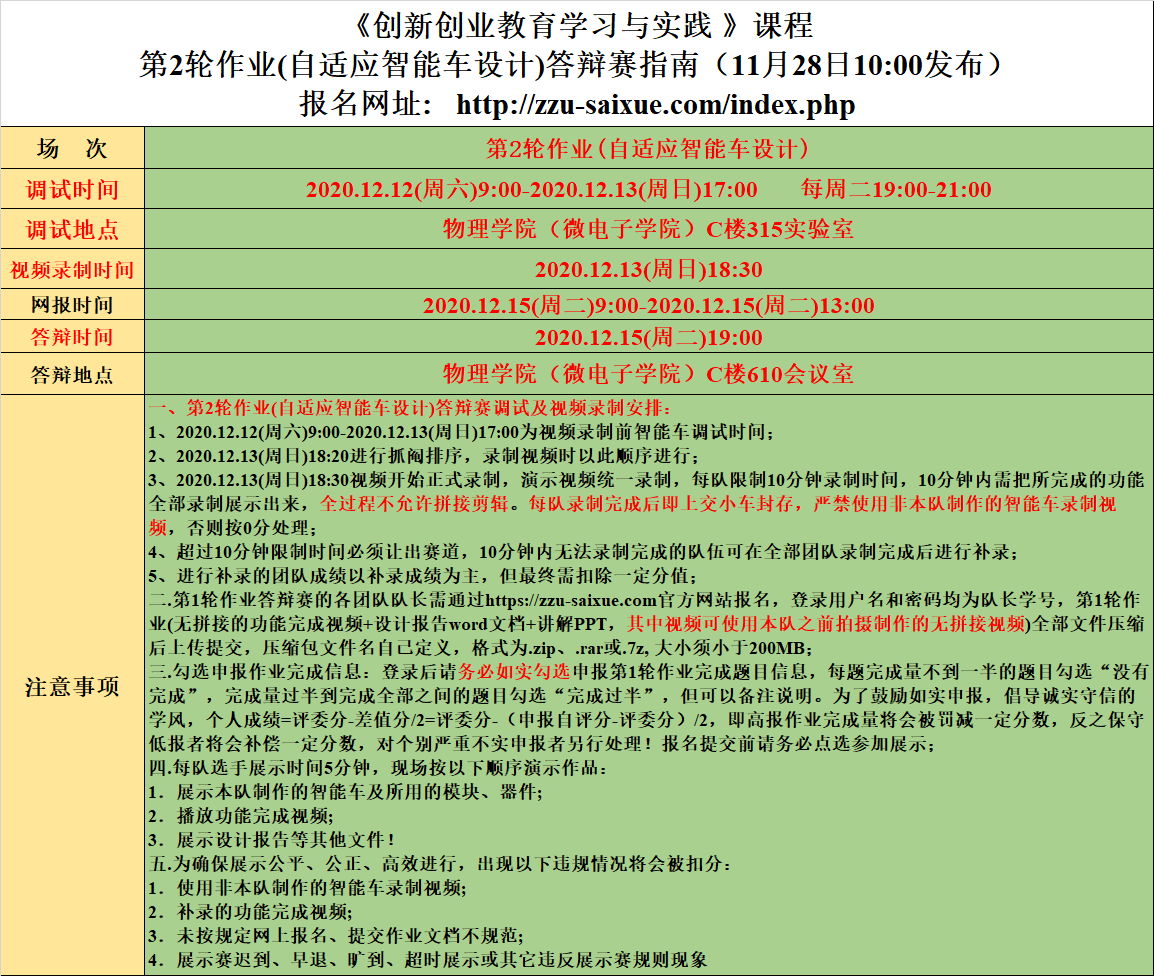 《创新创业教育学习与实践 》课程
第2轮作业(自适应智能车设计)答辩赛指南（11月28日10:00发布）
报名网址： http://zzu-saixue.com/index.php
场 次
第2轮作业(自适应智能车设计)
调试时间
2020.12.12(周六)9:00-2020.12.13(周日)17:00 每周二19:00-21:00
调试地点
物理学院（微电子学院）C楼315实验室
视频录制时间
2020.12.13(周日)18:30
网报时间
2020.12.15(周二)9:00-2020.12.15(周二)13:00
答辩时间
2020.12.15(周二)19:00
答辩地点
物理学院（微电子学院）C楼610会议室
注意事项
一、第2轮作业(自适应智能车设计)答辩赛调试及视频录制安排：
1、2020.12.12(周六)9:00-2020.12.13(周日)17:00为视频录制前智能车调试时间；
2、2020.12.13(周日)18:20进行抓阄排序，录制视频时以此顺序进行；
3、2020.12.13(周日)18:30视频开始正式录制，演示视频统一录制，每队限制10分钟录制时间，10分钟内需把所完成的功能
全部录制展示出来，全过程不允许拼接剪辑。每队录制完成后即上交小车封存，严禁使用非本队制作的智能车录制视
频，否则按0分处理；
4、超过10分钟限制时间必须让出赛道，10分钟内无法录制完成的队伍可在全部团队录制完成后进行补录；
5、进行补录的团队成绩以补录成绩为主，但最终需扣除一定分值；
二.第1轮作业答辩赛的各团队队长需通过https://zzu-saixue.com官方网站报名，登录用户名和密码均为队长学号，第1轮作
业(无拼接的功能完成视频+设计报告word文档+讲解PPT，其中视频可使用本队之前拍摄制作的无拼接视频)全部文件压缩
后上传提交，压缩包文件名自己定义，格式为.zip、.rar或.7z, 大小须小于200MB；
三.勾选申报作业完成信息：登录后请务必如实勾选申报第1轮作业完成题目信息，每题完成量不到一半的题目勾选“没有
完成”，完成量过半到完成全部之间的题目勾选“完成过半”，但可以备注说明。为了鼓励如实申报，倡导诚实守信的
学风，个人成绩=评委分-差值分/2=评委分-（申报自评分-评委分）/2，即高报作业完成量将会被罚减一定分数，反之保守
低报者将会补偿一定分数，对个别严重不实申报者另行处理！报名提交前请务必点选参加展示；
四.每队选手展示时间5分钟，现场按以下顺序演示作品：
1．展示本队制作的智能车及所用的模块、器件;
2．播放功能完成视频;
3．展示设计报告等其他文件！
五.为确保展示公平、公正、高效进行，出现以下违规情况将会被扣分：
1．使用非本队制作的智能车录制视频;
2．补录的功能完成视频;
3．未按规定网上报名、提交作业文档不规范;
4．展示赛迟到、早退、旷到、超时展示或其它违反展示赛规则现象